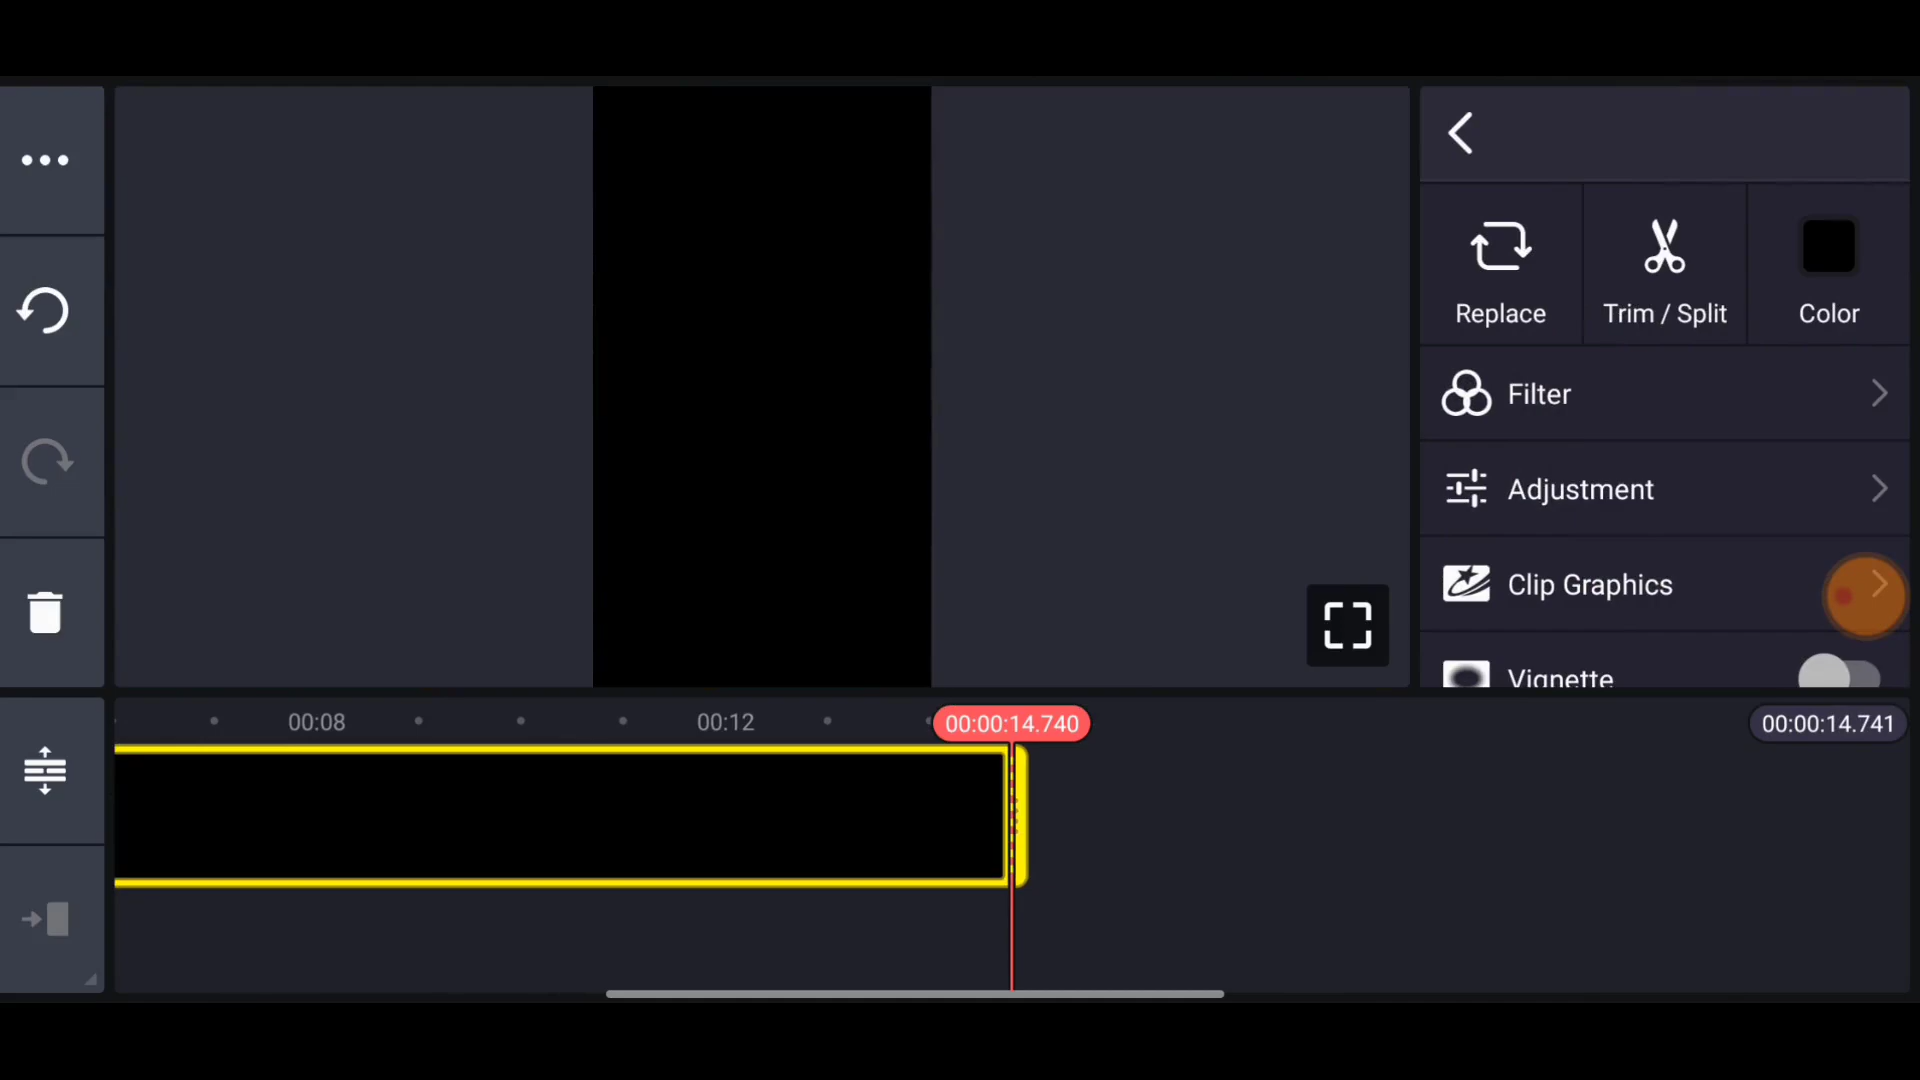 Replace
Trim / Split
Color
Filter
Adjustment
Clip Graphics
Vignette
00:08
00:12
00:00:14.740
00:00:14.741